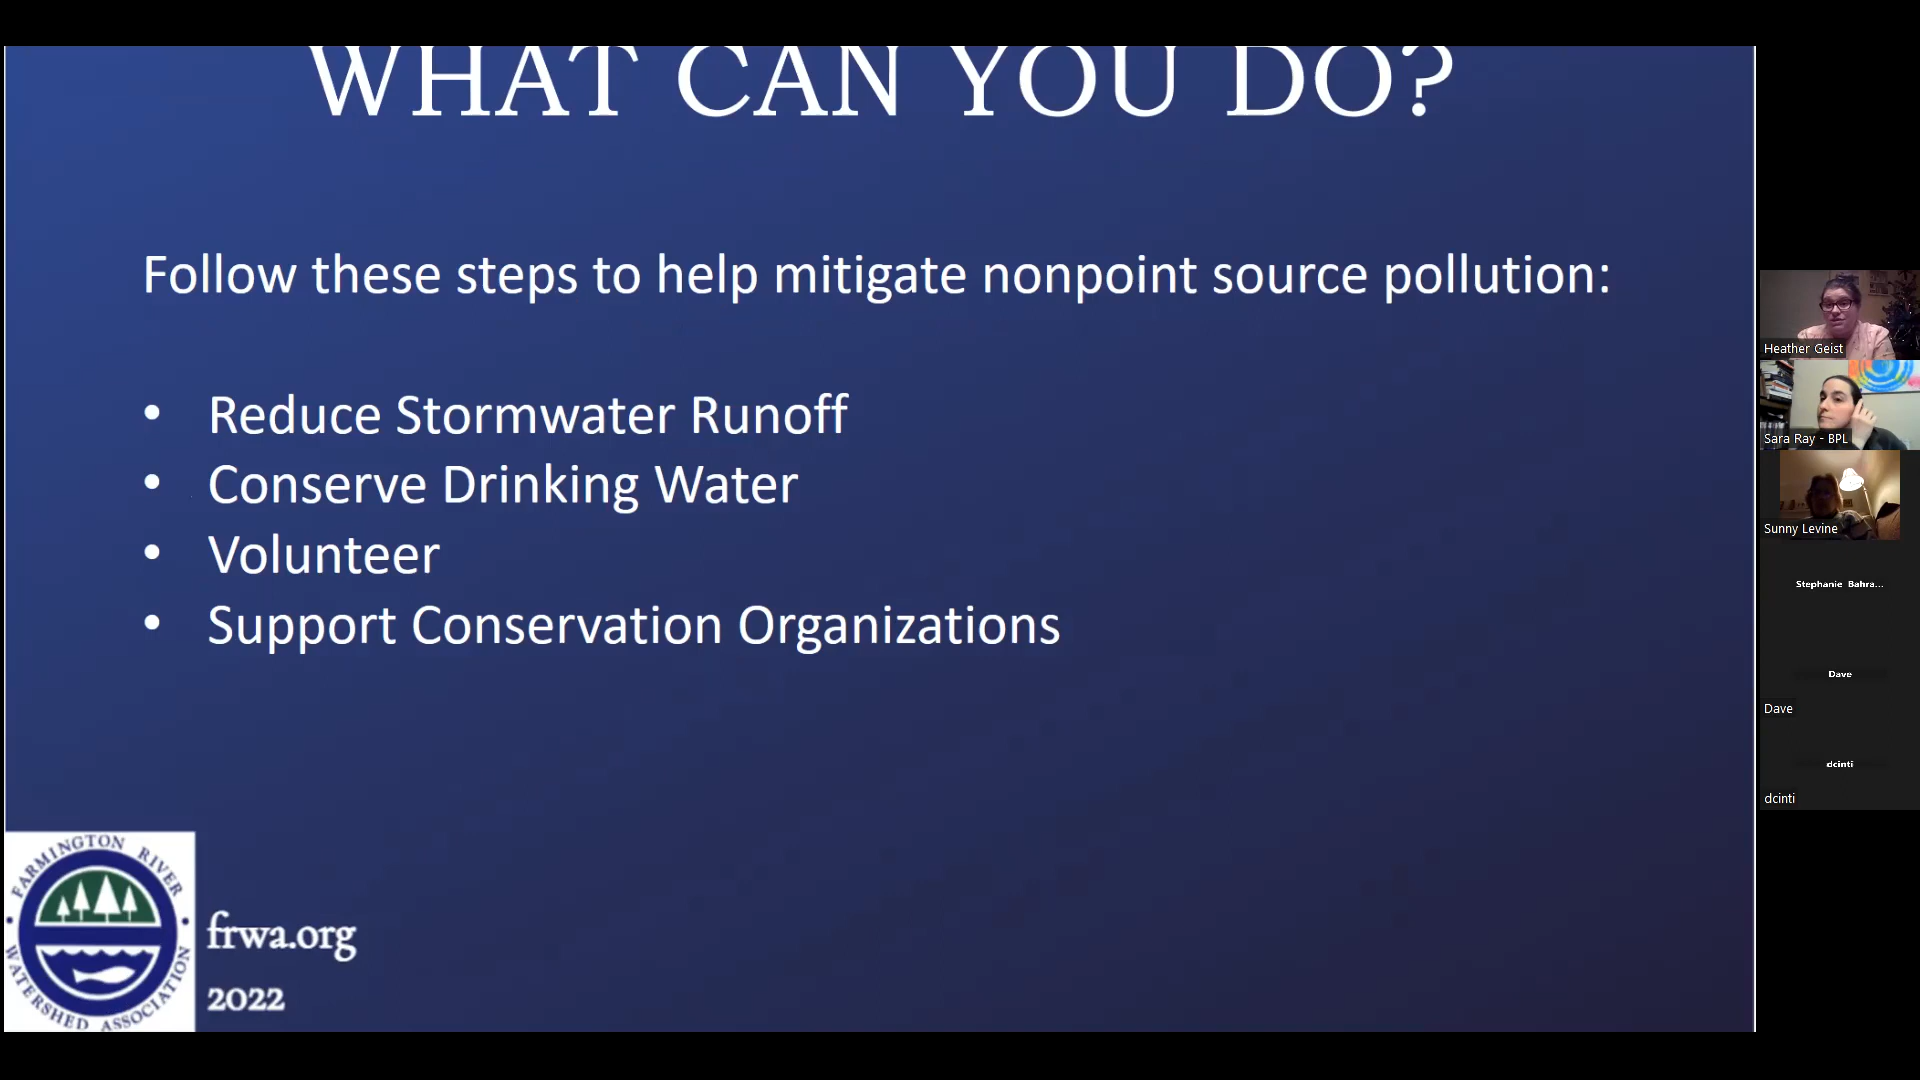 WHAT CAN YOU DO?
Follow these steps to help mitigate nonpoint source pollution:
• Reduce Stormwater Runoff
• Conserve Drinking Water
• Volunteer
• Support Conservation Organizations
FARMINGTON RIVER
WATERSHED ASSOCIATION
frwa.org
2022
Heather Geist
Sara Ray - BPL
Sunny Levine
Stephanie Bahra...
Dave
Dave
dcinti
dcinti